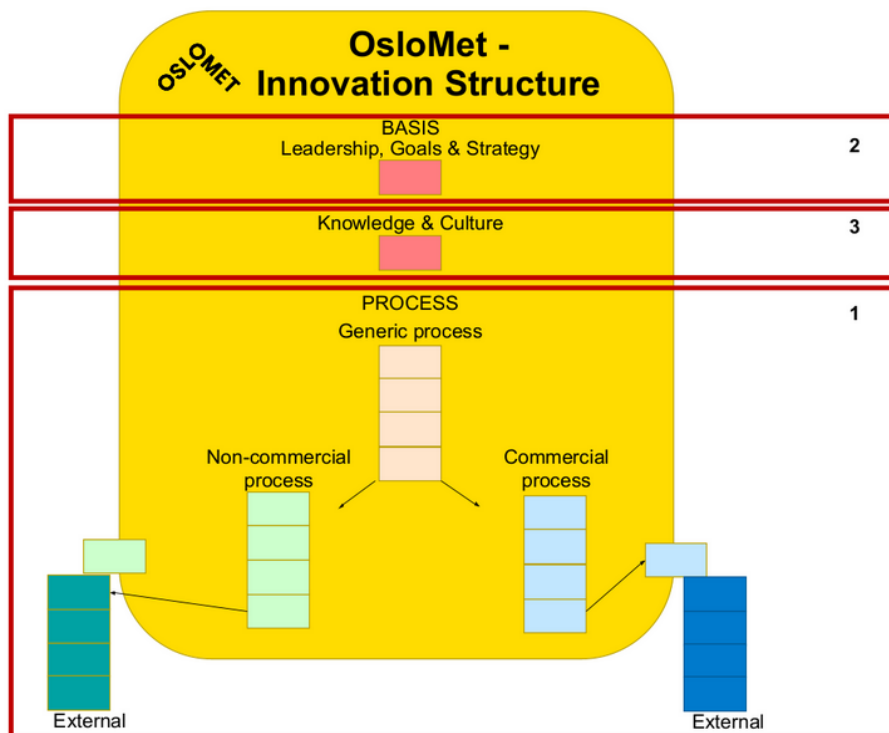 OSLOMET
OsloMet -
Innovation Structure
BASIS
Leadership, Goals & Strategy
2
Knowledge & Culture
3
PROCESS
1
Generic process
Non-commercial
process
Commercial
process
External
External